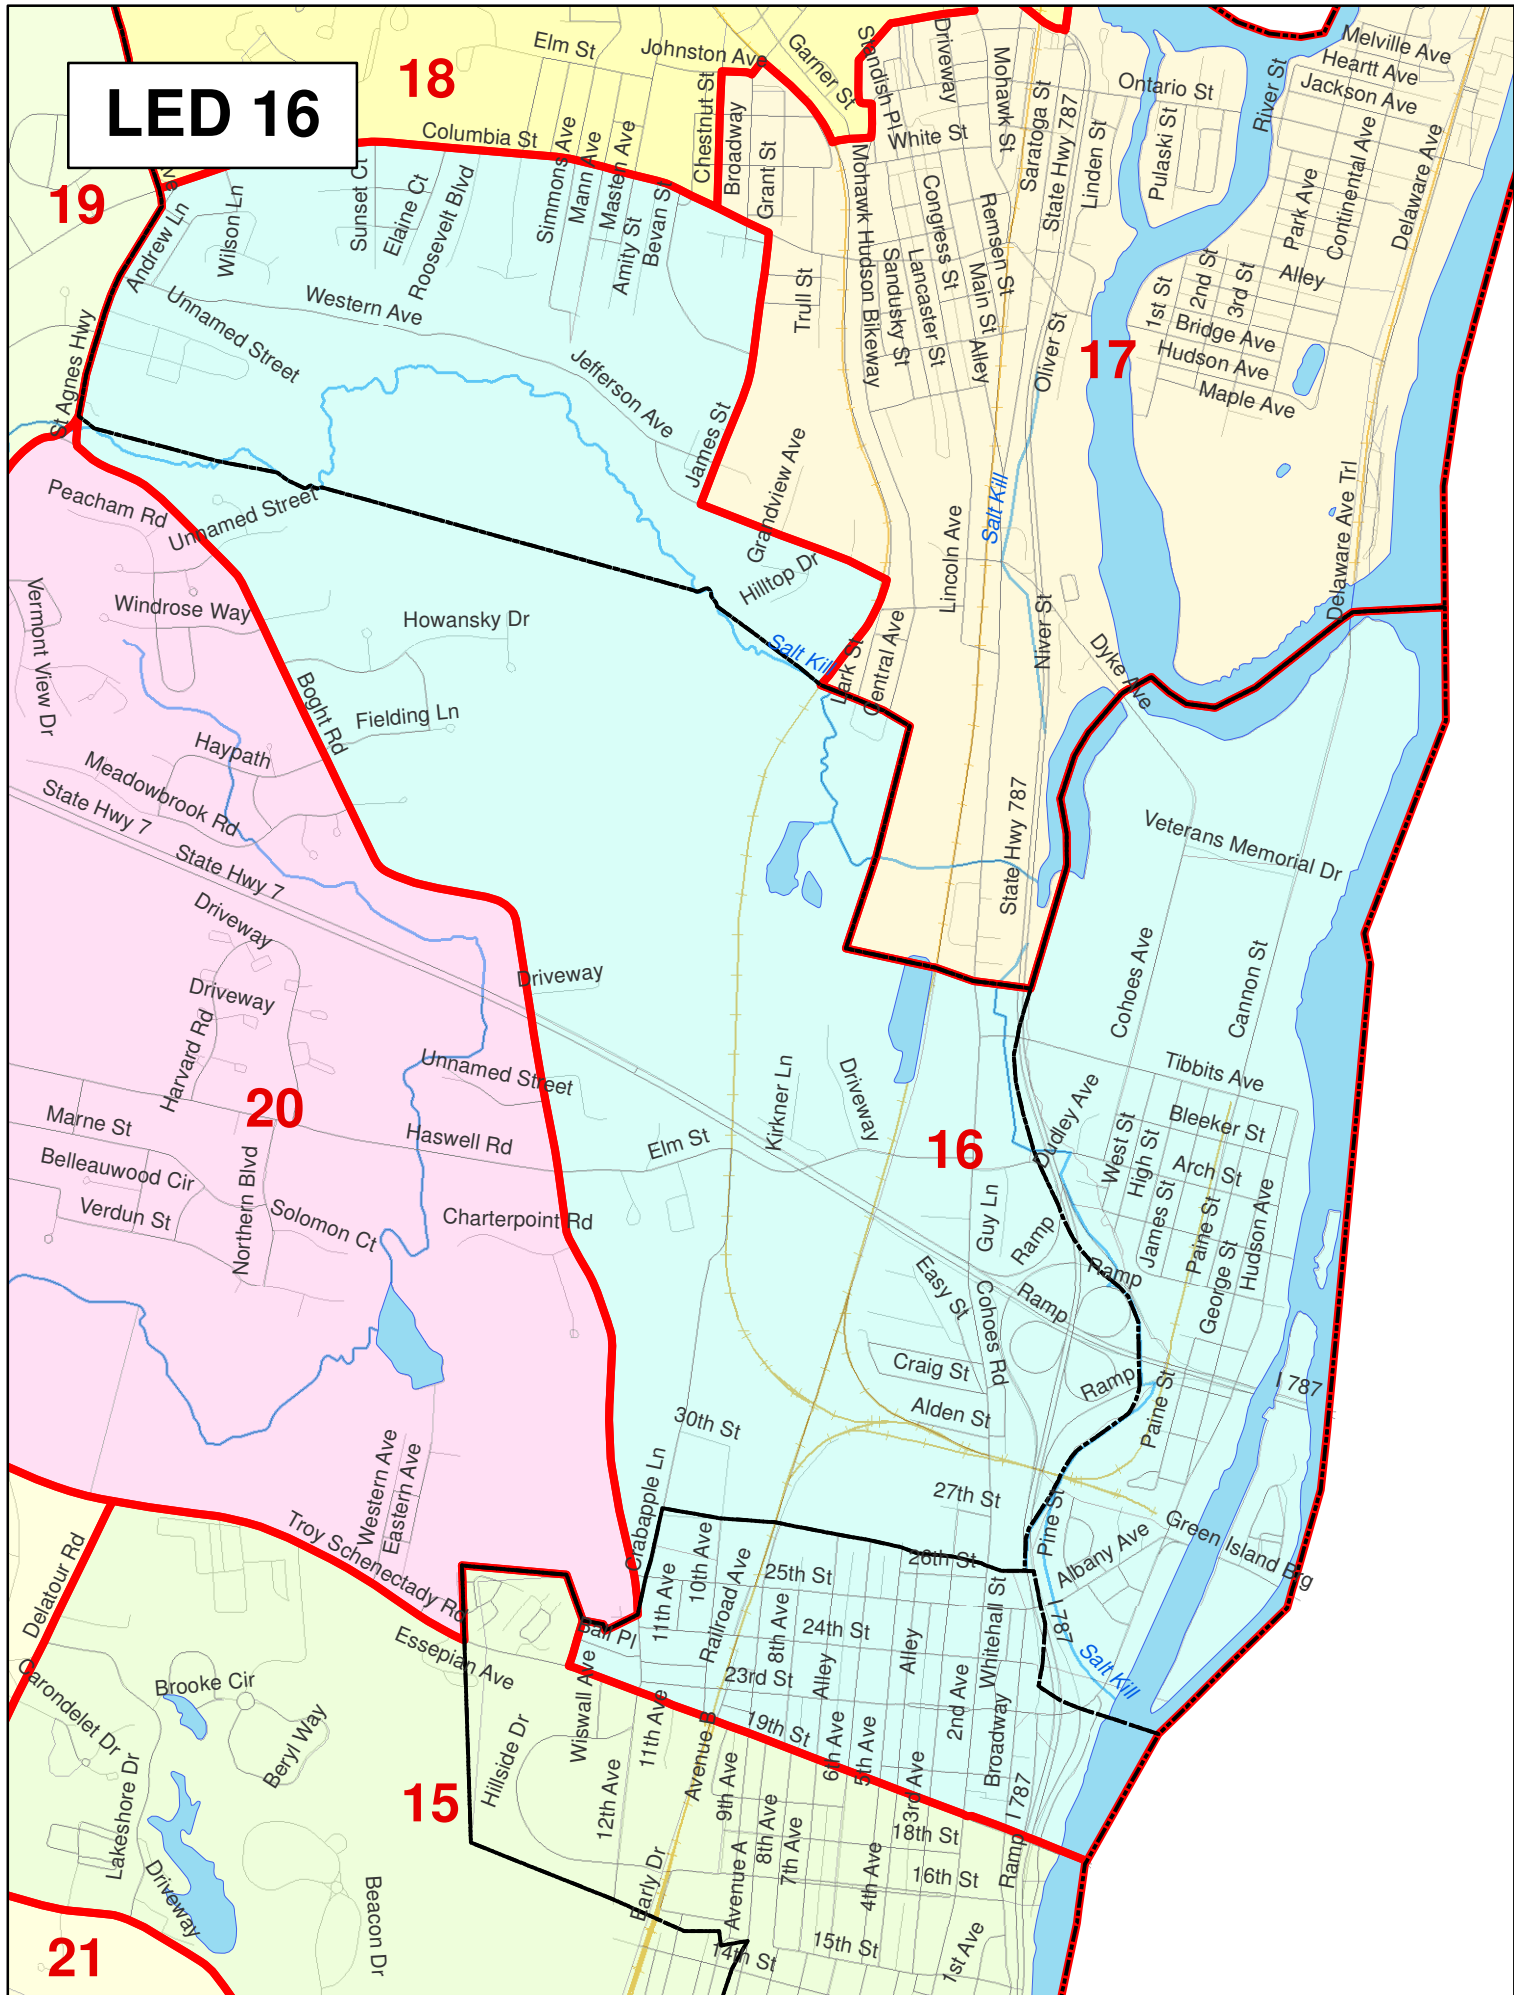 LED 16
18
19
17
20
16
15
21
Elm St
Johnston Ave
Garner St
Standish Pl
Driveway
Mohawk St
Saratoga St
State Hwy 787
Ontario St
River St
Melville Ave
Heartt Ave
Jackson Ave
Columbia St
Simmons Ave
Mann Ave
Masten Ave
Chestnut St
Broadway
Grant St
White St
Linden St
Pulaski St
Continental Ave
Delaware Ave
Park Ave
Andrew Ln
Wilson Ln
Sunset Ct
Elaine Ct
Roosevelt Blvd
Amity St
Bevan St
Trull St
Mohawk Hudson Bikeway
Sandusky St
Congress St
Lancaster St
Remsen St
Main St
Alley
Oliver St
1st St
2nd St
3rd St
Alley
Bridge Ave
Hudson Ave
Maple Ave
Western Ave
Unnamed Street
St Agnes Hwy
Jefferson Ave
James St
Grandview Ave
Salt Kill
Delaware Ave Trl
Peacham Rd
Unnamed Street
Hilltop Dr
Lincoln Ave
Vermont View Dr
Windrose Way
Howansky Dr
Salt Kill
Lark St
Central Ave
Niver St
Dyke Ave
Boght Rd
Fielding Ln
Haypath
Meadowbrook Rd
State Hwy 7
State Hwy 7
State Hwy 787
Veterans Memorial Dr
Driveway
Driveway
Driveway
Harvard Rd
Cohoes Ave
Cannon St
Unnamed Street
Kirkner Ln
Driveway
Tibbits Ave
Dudley Ave
Bleeker St
Marne St
Haswell Rd
Elm St
West St
High St
Arch St
Belleauwood Cir
Northern Blvd
Verdun St
Solomon Ct
Charterpoint Rd
Guy Ln
Ramp
James St
Paine St
Hudson Ave
George St
Easy St
Ramp
Ramp
Cohoes Rd
Craig St
Ramp
I 787
Alden St
Paine St
30th St
Western Ave
Eastern Ave
Crabapple Ln
27th St
Pine St
Green Island Brg
Albany Ave
Troy Schenectady Rd
Delatour Rd
26th St
25th St
10th Ave
11th Ave
Railroad Ave
8th Ave
24th St
Alley
Whitehall St
I 787
Ball Pl
Essepian Ave
23rd St
Alley
2nd Ave
Salt Kill
Carondelet Dr
Brooke Cir
Beryl Way
Wiswall Ave
11th Ave
19th St
6th Ave
5th Ave
Broadway
Hillside Dr
Avenue B
Lakeshore Dr
12th Ave
9th Ave
3rd Ave
I 787
8th Ave
7th Ave
18th St
Ramp
Driveway
Early Dr
Avenue A
4th Ave
16th St
Beacon Dr
14th St
15th St
1st Ave